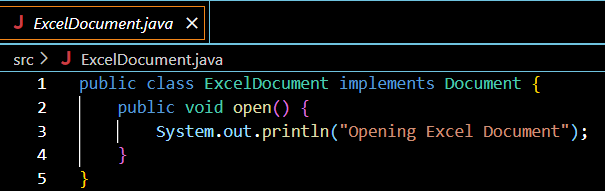 ExcelDocument.java
src > ExcelDocument.java
1 public class ExcelDocument implements Document {
2     public void open() {
3         System.out.println("Opening Excel Document");
4     }
5 }